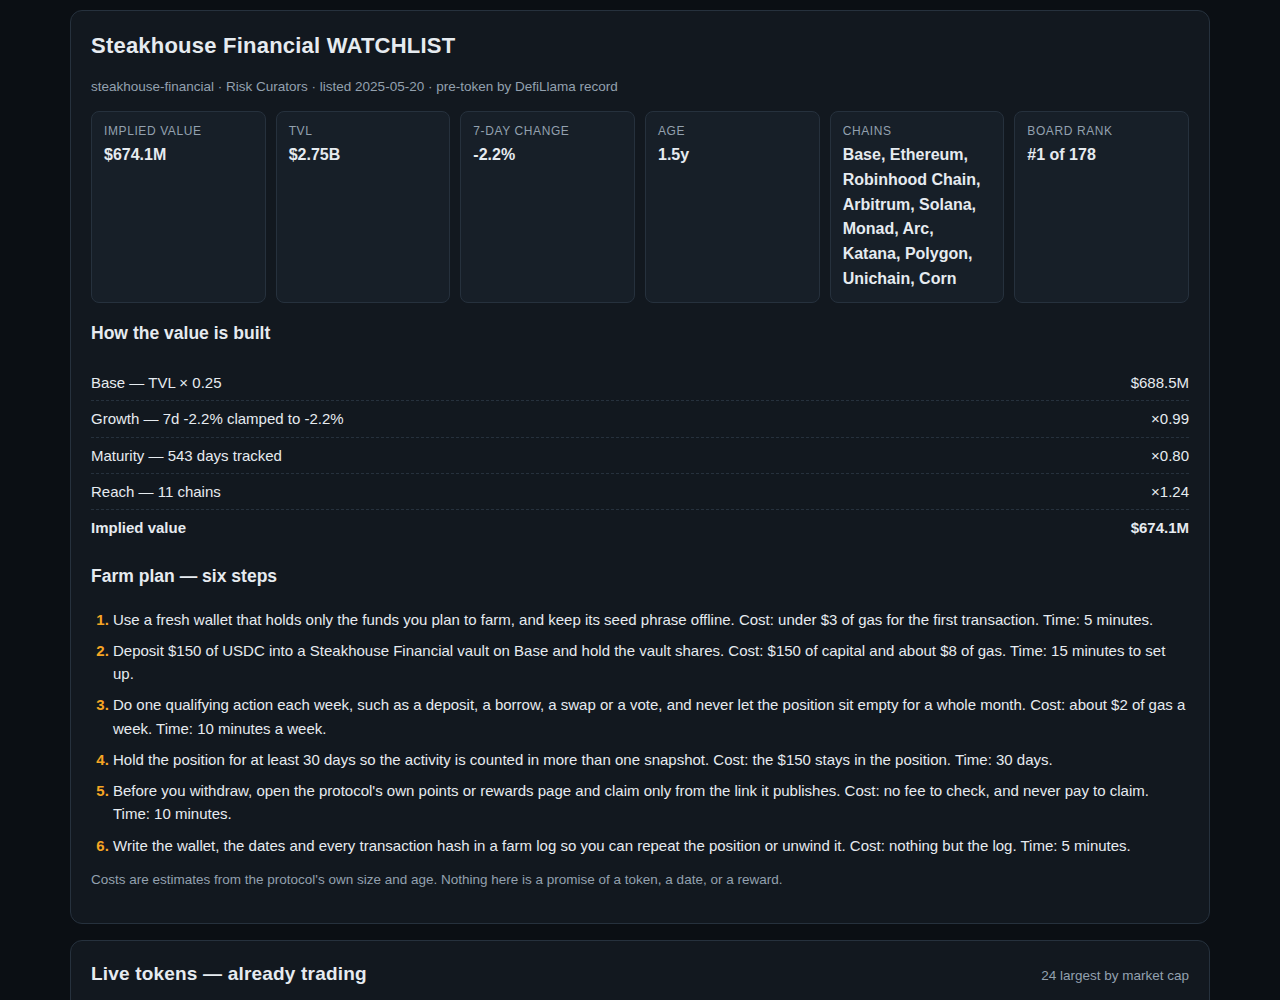 Steakhouse Financial WATCHLIST
steakhouse-financial · Risk Curators · listed 2025-05-20 · pre-token by DefiLlama record
IMPLIED VALUE
$674.1M
TVL
$2.75B
7-DAY CHANGE
-2.2%
AGE
1.5y
CHAINS
Base, Ethereum,
Robinhood Chain,
Arbitrum, Solana,
Monad, Arc,
Katana, Polygon,
Unichain, Corn
BOARD RANK
#1 of 178
How the value is built
Base — TVL × 0.25 $688.5M
Growth — 7d -2.2% clamped to -2.2% ×0.99
Maturity — 543 days tracked ×0.80
Reach — 11 chains ×1.24
Implied value $674.1M
Farm plan — six steps
1. Use a fresh wallet that holds only the funds you plan to farm, and keep its seed phrase offline. Cost: under $3 of gas for the first transaction. Time: 5 minutes.
2. Deposit $150 of USDC into a Steakhouse Financial vault on Base and hold the vault shares. Cost: $150 of capital and about $8 of gas. Time: 15 minutes to set
up.
3. Do one qualifying action each week, such as a deposit, a borrow, a swap or a vote, and never let the position sit empty for a whole month. Cost: about $2 of gas a
week. Time: 10 minutes a week.
4. Hold the position for at least 30 days so the activity is counted in more than one snapshot. Cost: the $150 stays in the position. Time: 30 days.
5. Before you withdraw, open the protocol's own points or rewards page and claim only from the link it publishes. Cost: no fee to check, and never pay to claim.
Time: 10 minutes.
6. Write the wallet, the dates and every transaction hash in a farm log so you can repeat the position or unwind it. Cost: nothing but the log. Time: 5 minutes.
Costs are estimates from the protocol's own size and age. Nothing here is a promise of a token, a date, or a reward.
Live tokens — already trading 24 largest by market cap